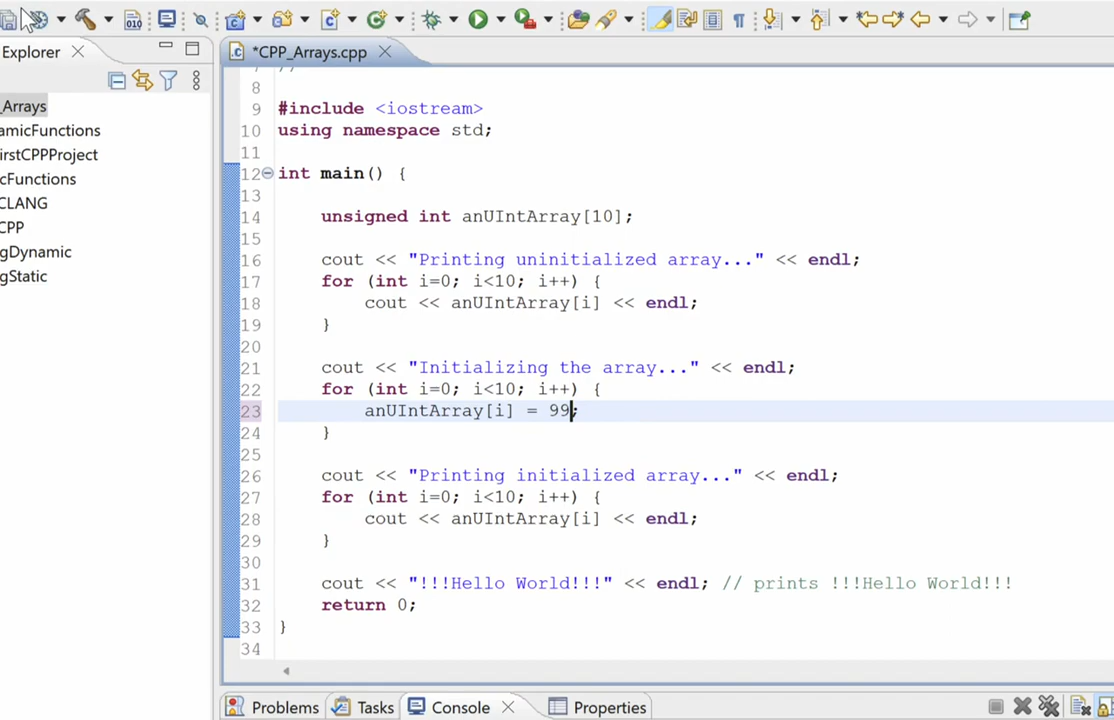 Explorer
*CPP_Arrays.cpp
_Arrays
amicFunctions
irstCPPProject
cFunctions
CLANG
CPP
gDynamic
gStatic
8
9 #include <iostream>
10 using namespace std;
11
12 int main() {
13
14 unsigned int anUIntArray[10];
15
16 cout << "Printing uninitialized array..." << endl;
17 for (int i=0; i<10; i++) {
18 cout << anUIntArray[i] << endl;
19 }
20
21 cout << "Initializing the array..." << endl;
22 for (int i=0; i<10; i++) {
23 anUIntArray[i] = 99;
24 }
25
26 cout << "Printing initialized array..." << endl;
27 for (int i=0; i<10; i++) {
28 cout << anUIntArray[i] << endl;
29 }
30
31 cout << "!!!Hello World!!!" << endl; // prints !!!Hello World!!!
32 return 0;
33 }
34
Problems Tasks Console Properties